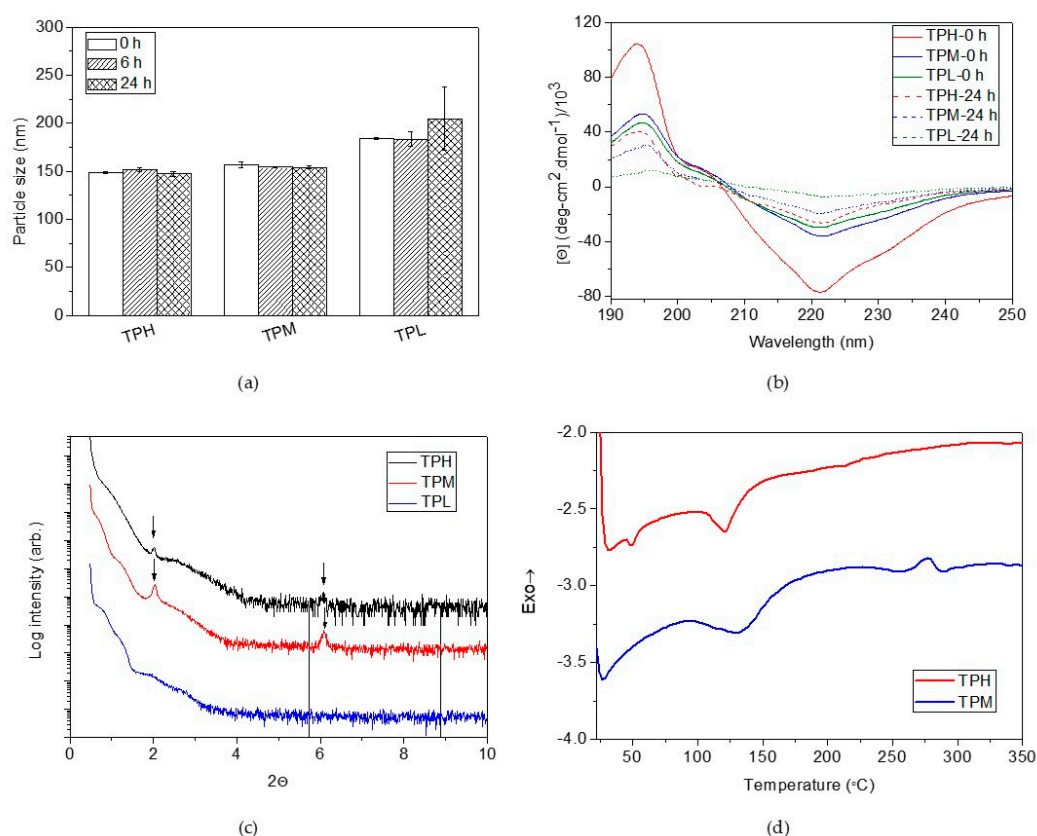 300
250
200
150
100
50
0
Particle size (nm)
0 h
6 h
24 h
TPH
TPM
TPL
(a)
120
80
40
0
-40
-80
[Θ] (deg-cm².dmol⁻¹)/10³
TPH-0 h
TPM-0 h
TPL-0 h
TPH-24 h
TPM-24 h
TPL-24 h
190 200 210 220 230 240 250
Wavelength (nm)
(b)
Log intensity (arb.)
TPH
TPM
TPL
0 2 4 6 8 10
2Θ
(c)
-2.0
-2.5
-3.0
-3.5
-4.0
Exo→
TPH
TPM
50 100 150 200 250 300 350
Temperature (°C)
(d)